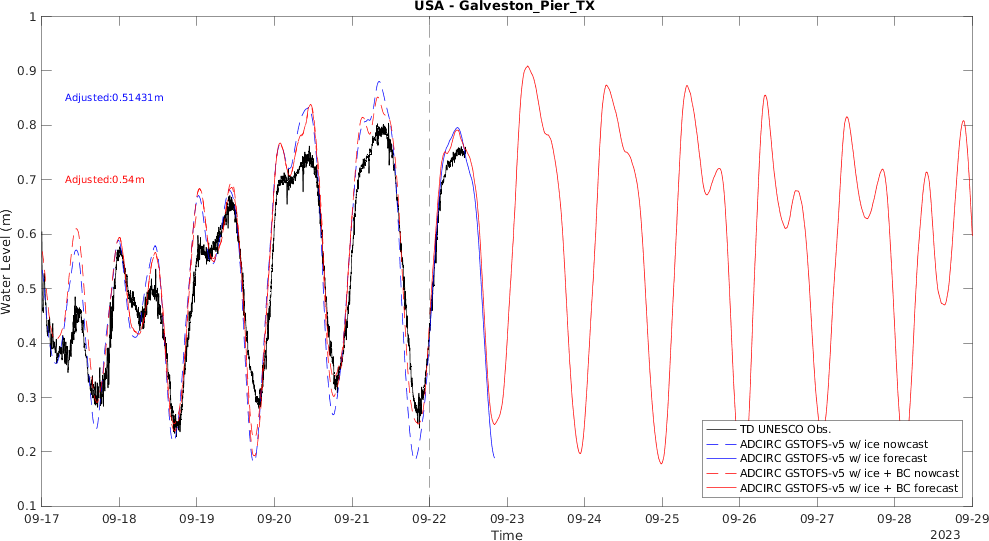 USA - Galveston_Pier_TX
1
0.9
0.8
0.7
0.6
0.5
0.4
0.3
0.2
0.1
Water Level (m)
Adjusted:0.51431m
Adjusted:0.54m
TD UNESCO Obs.
ADCIRC GSTOFS-v5 w/ ice nowcast
ADCIRC GSTOFS-v5 w/ ice forecast
ADCIRC GSTOFS-v5 w/ ice + BC nowcast
ADCIRC GSTOFS-v5 w/ ice + BC forecast
09-17 09-18 09-19 09-20 09-21 09-22 09-23 09-24 09-25 09-26 09-27 09-28 09-29
Time
2023